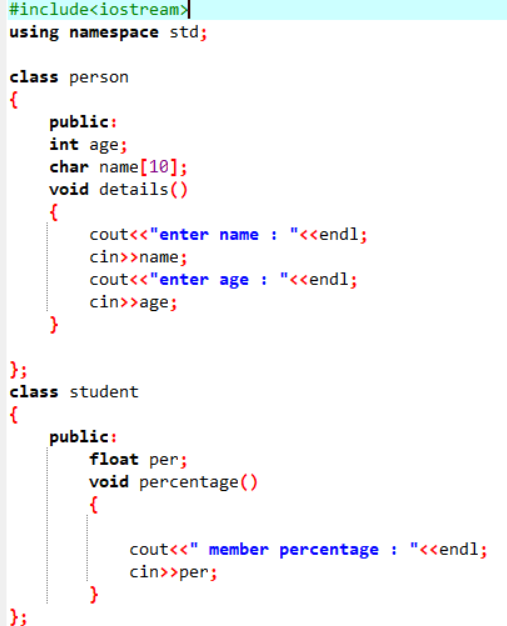 #include<iostream>
using namespace std;
class person
{
public:
int age;
char name[10];
void details()
{
cout<<"enter name : "<<endl;
cin>>name;
cout<<"enter age : "<<endl;
cin>>age;
}
};
class student
{
public:
float per;
void percentage()
{
cout<<" member percentage : "<<endl;
cin>>per;
}
};